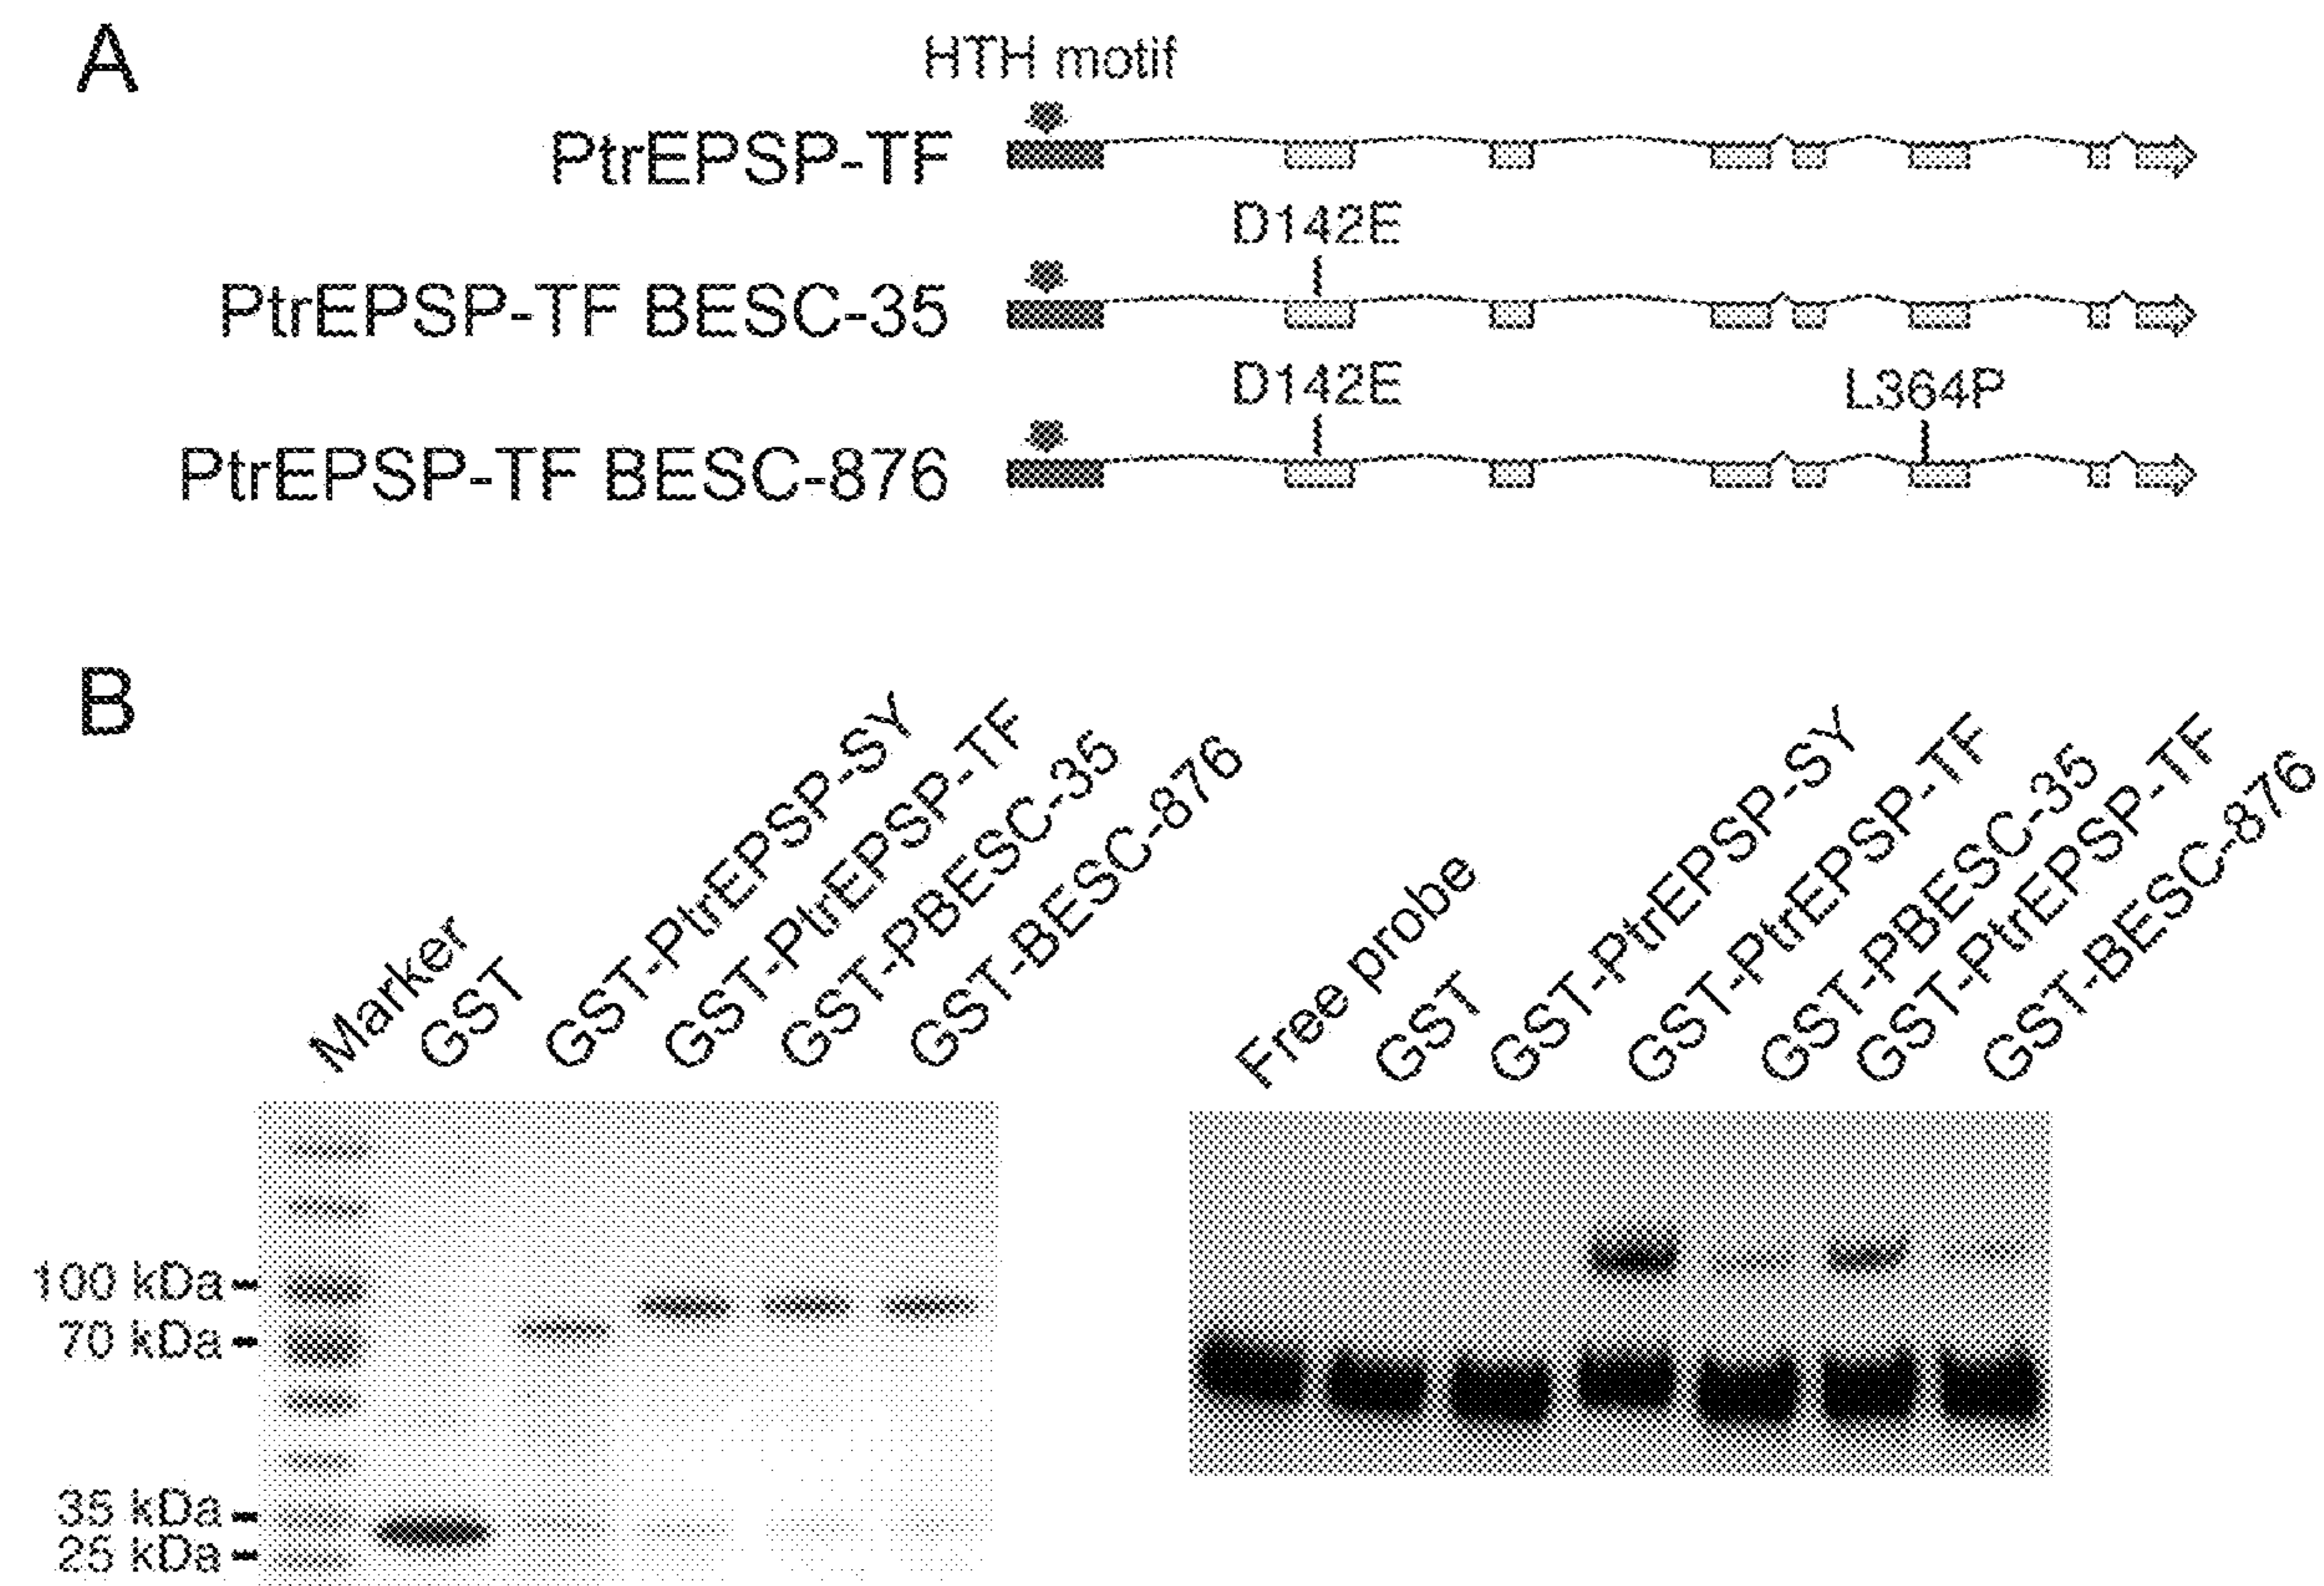 A
HTH motif
PtrEPSP-TF
D142E
PtrEPSP-TF BESC-35
D142E
L364P
PtrEPSP-TF BESC-876
B
Marker
GST
GST-PtrEPSP-SY
GST-PtrEPSP-TF
GST-PBESC-35
GST-BESC-876
Free probe
GST
GST-PtrEPSP-SY
GST-PtrEPSP-TF
GST-PBESC-35
GST-PtrEPSP-TF
GST-BESC-876
100 kDa
70 kDa
35 kDa
25 kDa